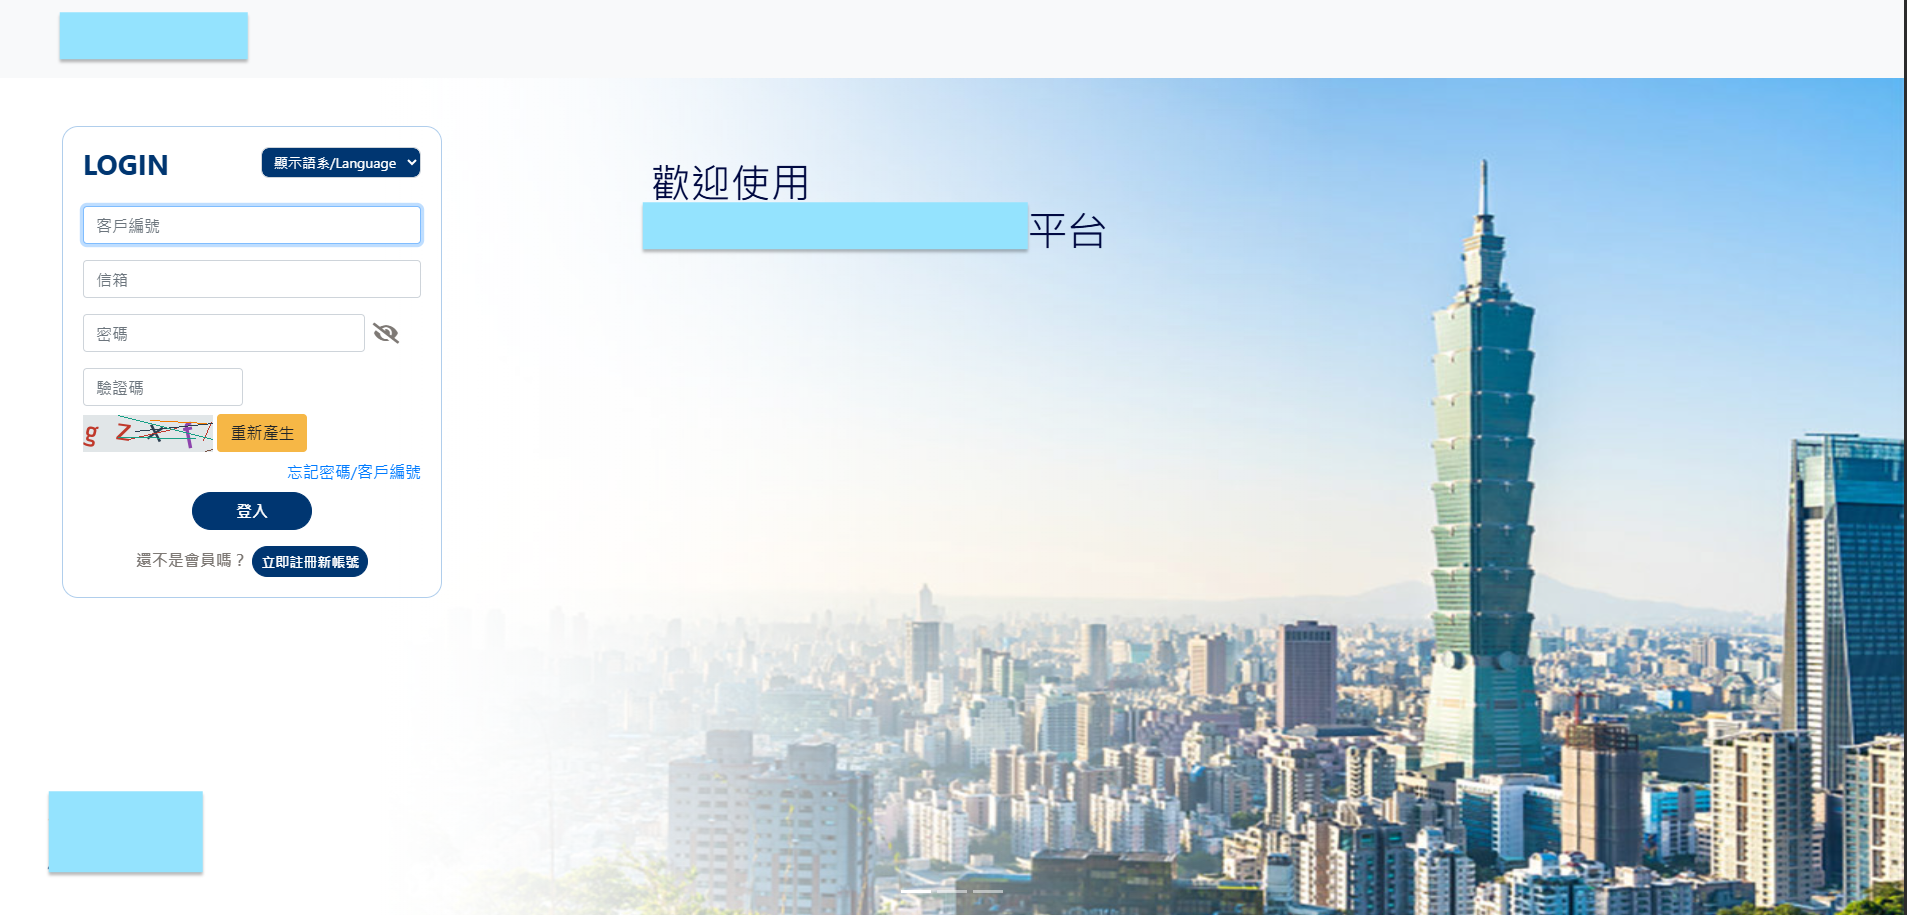 LOGIN
顯示語系/Language
客戶編號
信箱
密碼
驗證碼
重新產生
忘記密碼/客戶編號
登入
還不是會員嗎？ 立即註冊新帳號
歡迎使用
平台